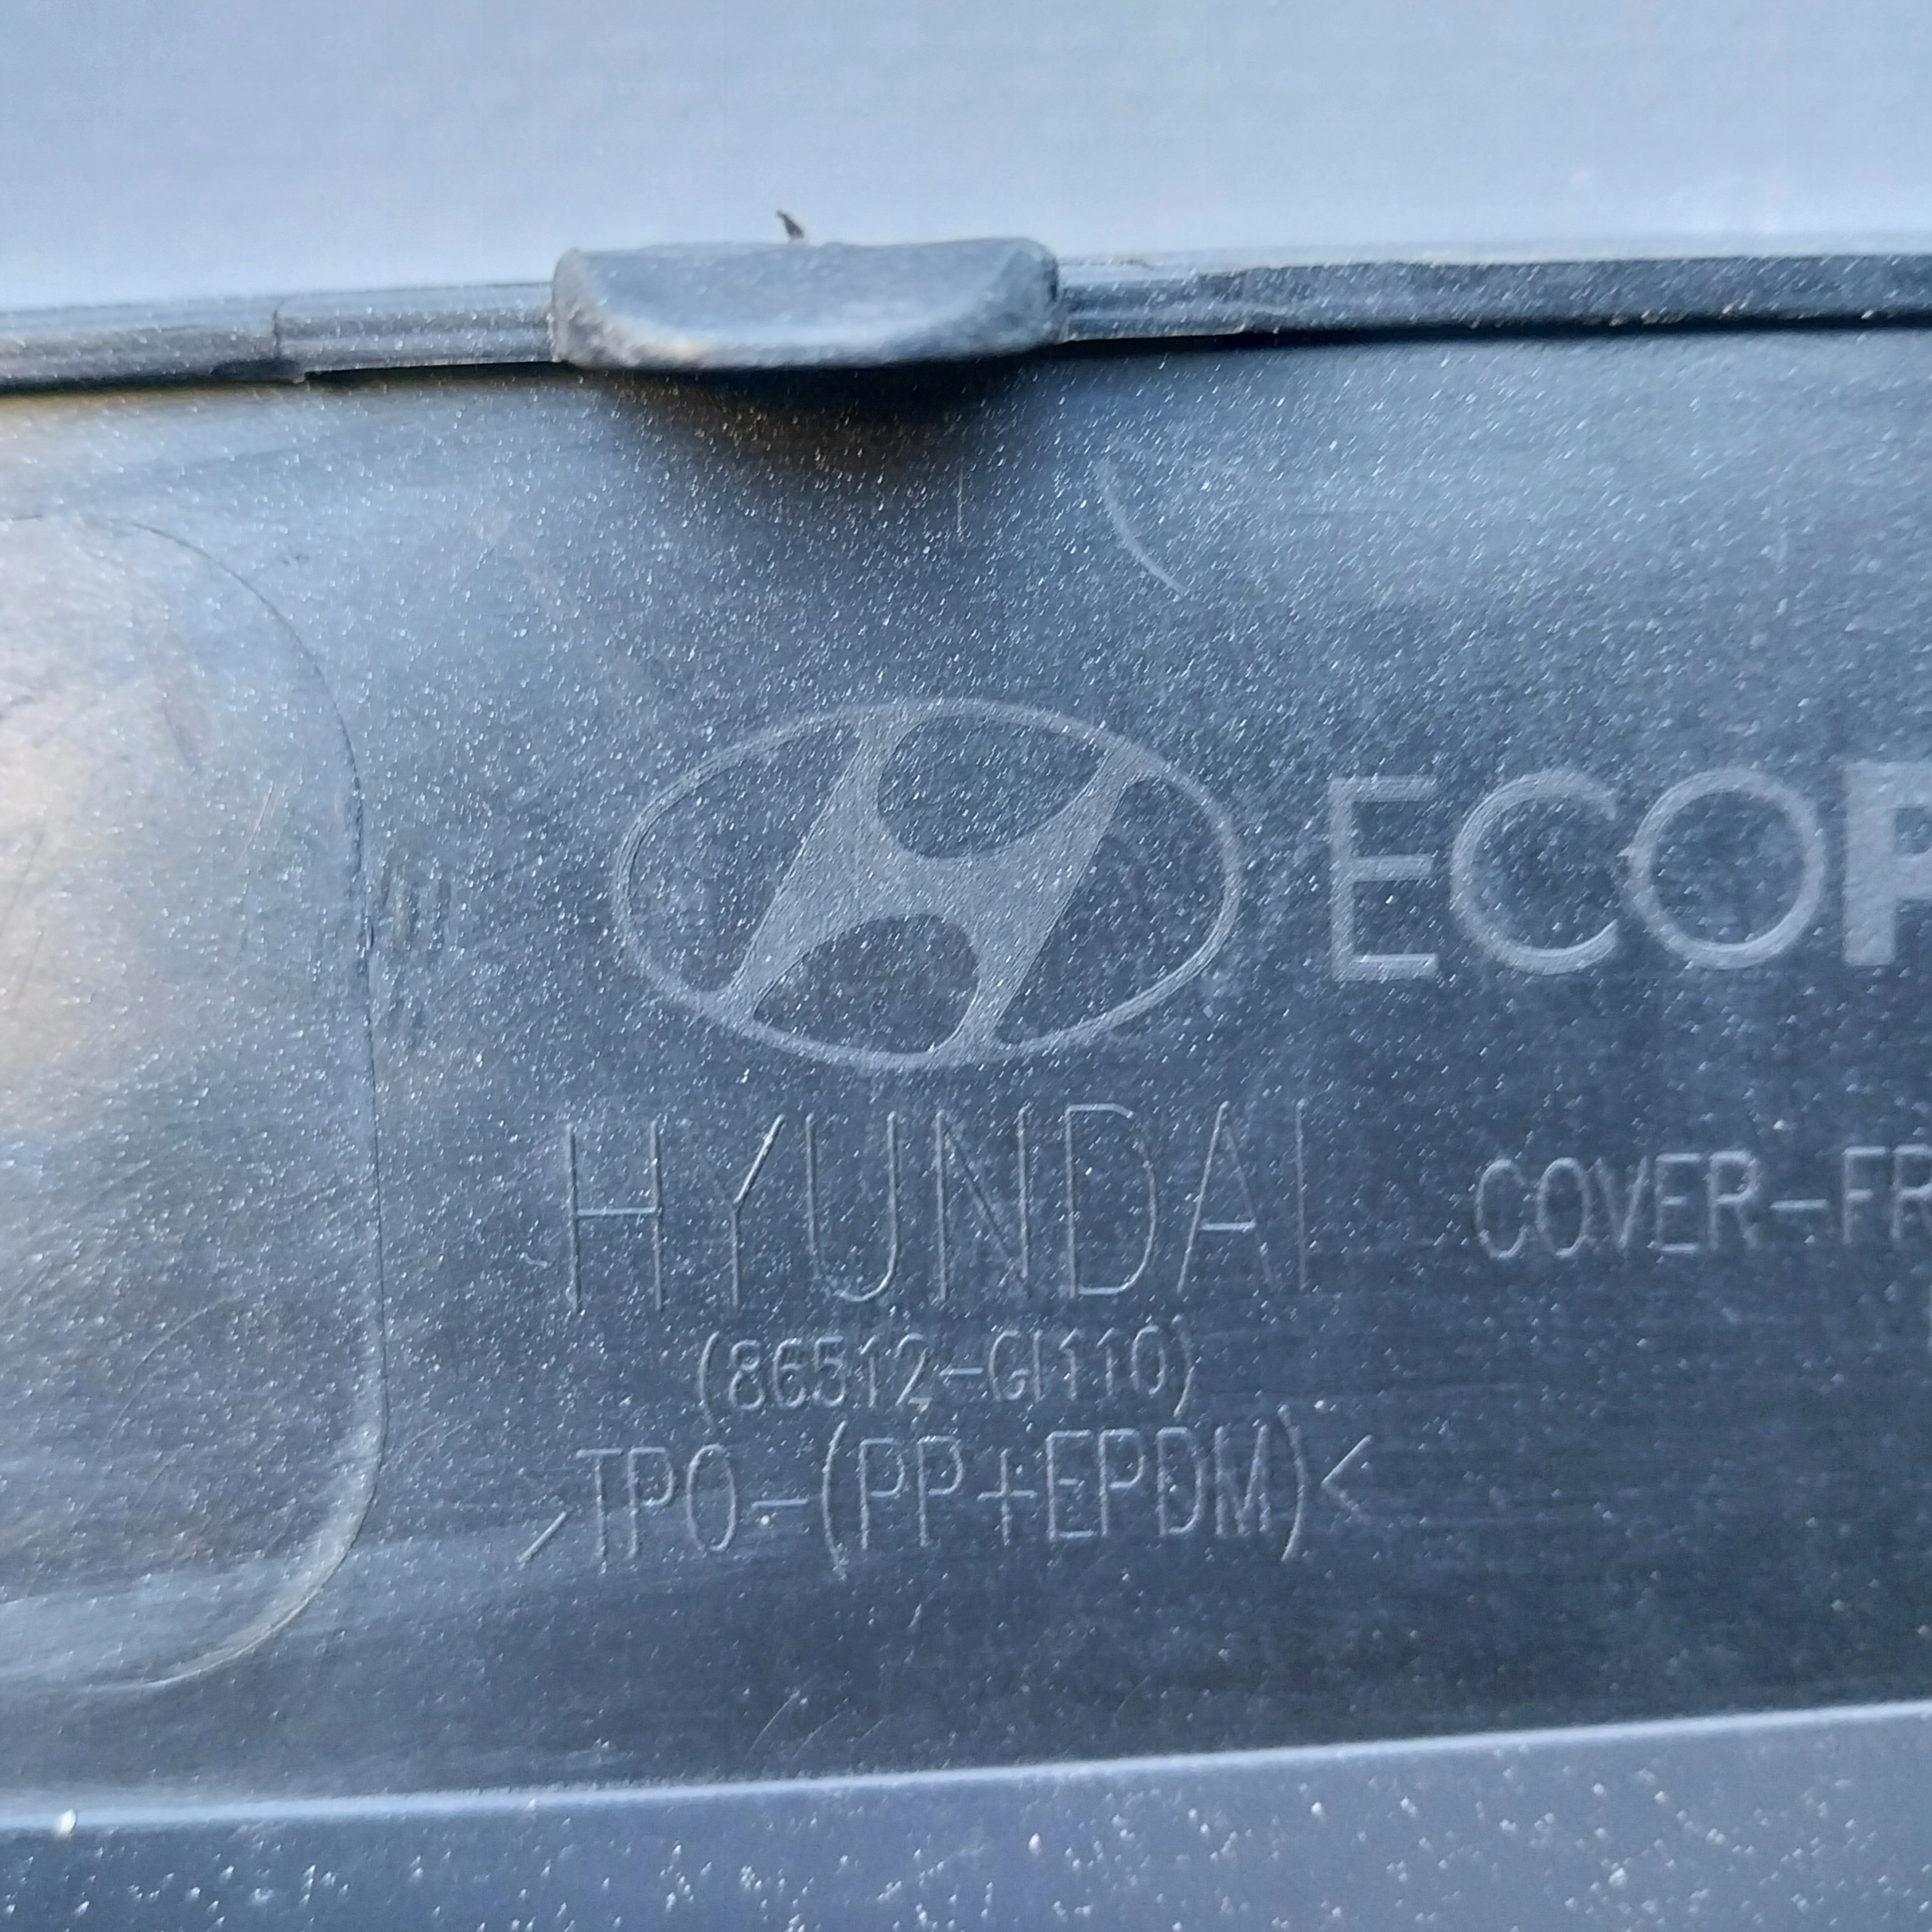 ECOP
HYUNDAI
COVER-FR
(86512-GI110)
>TPO-(PP+EPDM)<